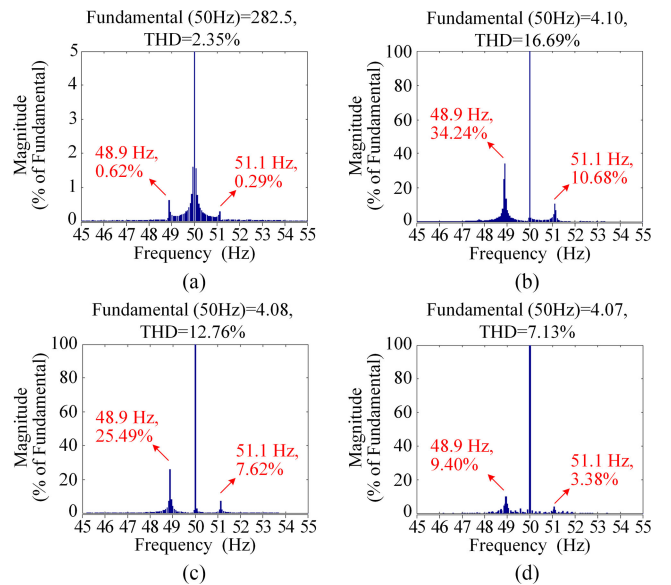 Fundamental (50Hz)=282.5,
THD=2.35%
Magnitude
(% of Fundamental)
5
4
3
2
1
0
48.9 Hz,
0.62%
51.1 Hz,
0.29%
45 46 47 48 49 50 51 52 53 54 55
Frequency (Hz)
(a)
Fundamental (50Hz)=4.10,
THD=16.69%
Magnitude
(% of Fundamental)
100
80
60
40
20
0
48.9 Hz,
34.24%
51.1 Hz,
10.68%
45 46 47 48 49 50 51 52 53 54 55
Frequency (Hz)
(b)
Fundamental (50Hz)=4.08,
THD=12.76%
Magnitude
(% of Fundamental)
100
80
60
40
20
0
48.9 Hz,
25.49%
51.1 Hz,
7.62%
45 46 47 48 49 50 51 52 53 54 55
Frequency (Hz)
(c)
Fundamental (50Hz)=4.07,
THD=7.13%
Magnitude
(% of Fundamental)
100
80
60
40
20
0
48.9 Hz,
9.40%
51.1 Hz,
3.38%
45 46 47 48 49 50 51 52 53 54 55
Frequency (Hz)
(d)